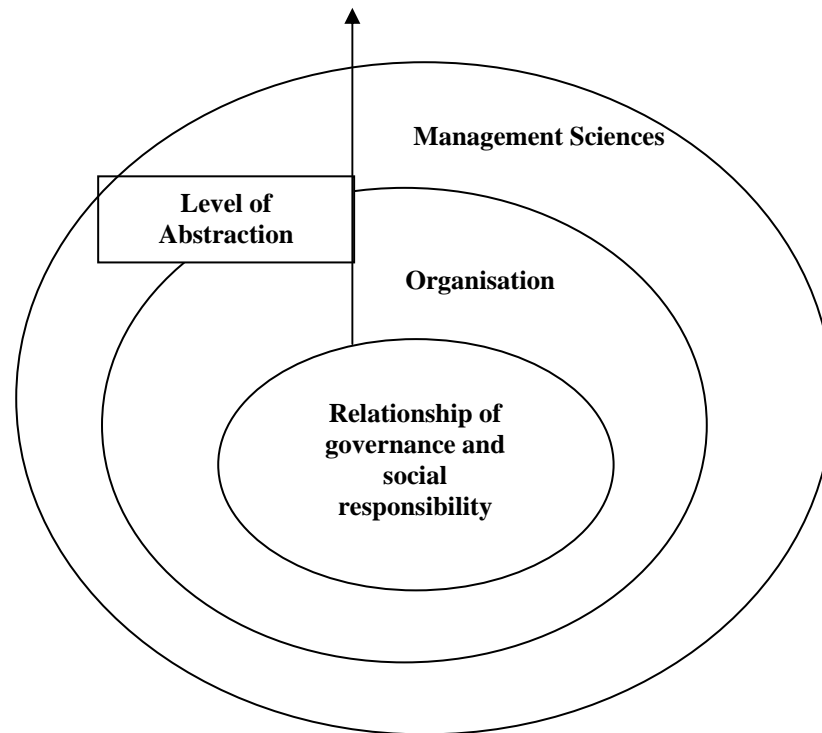 Management Sciences
Level of
Abstraction
Organisation
Relationship of
governance and
social
responsibility